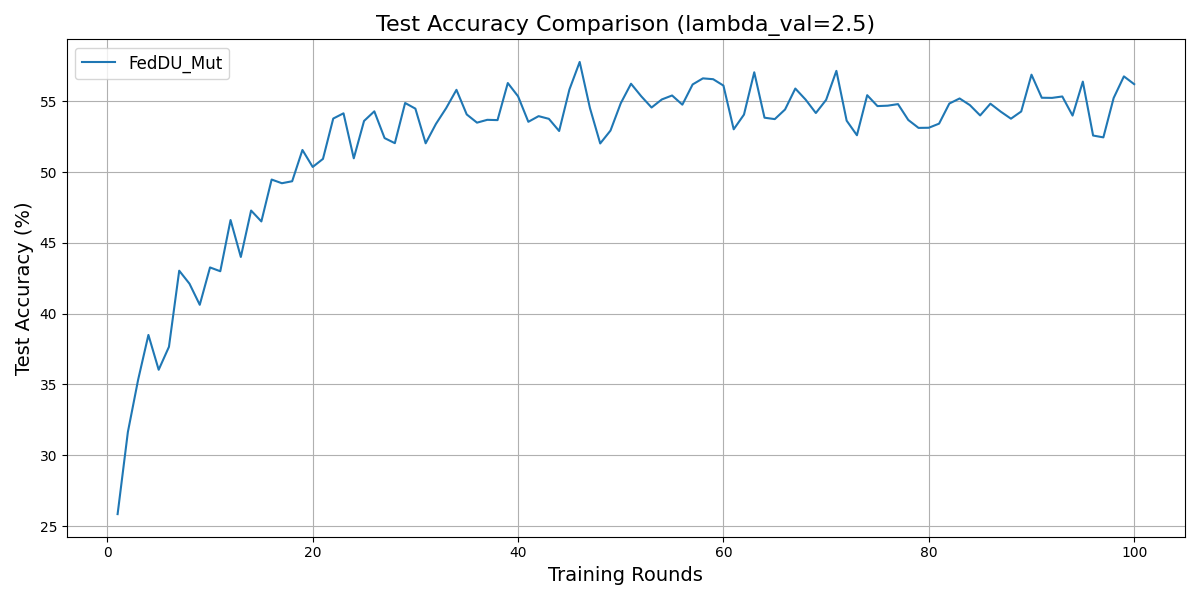 Test Accuracy Comparison (lambda_val=2.5)
FedDU_Mut
Test Accuracy (%)
55
50
45
40
35
30
25
0 20 40 60 80 100
Training Rounds